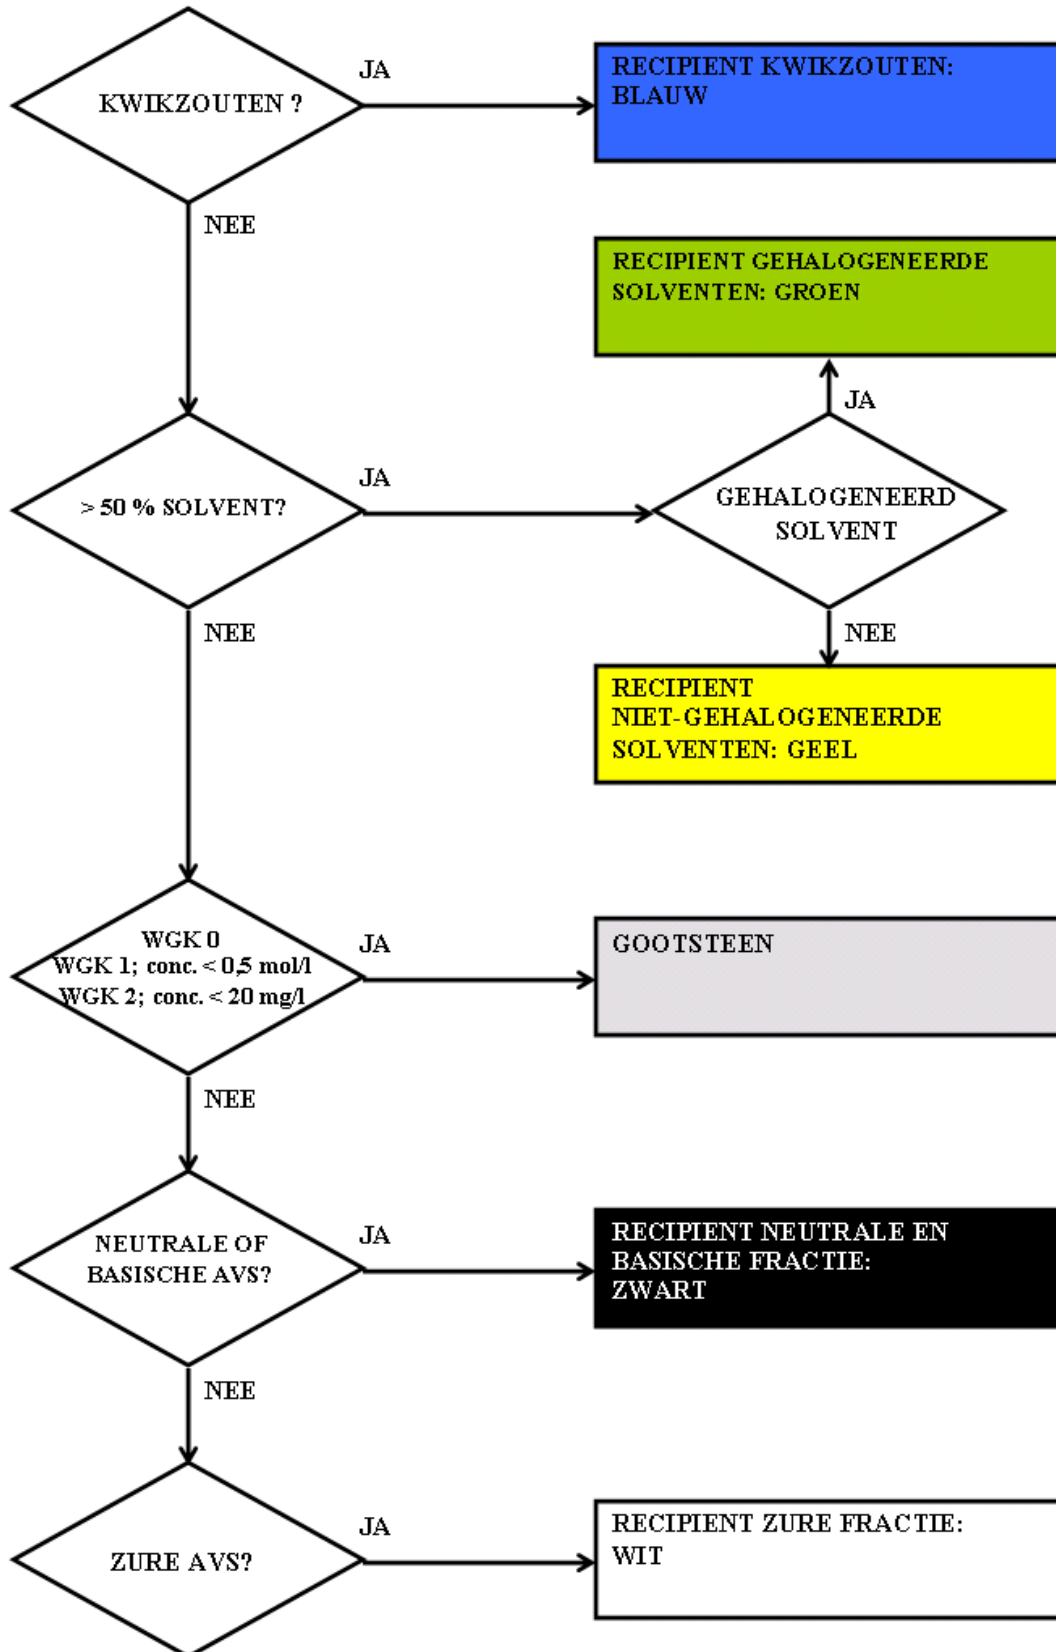 KWIKZOUTEN ?
JA
RECIPIENT KWIKZOUTEN:
BLAUW
NEE
RECIPIENT GEHALOGENEERDE
SOLVENTEN: GROEN
JA
> 50 % SOLVENT?
JA
GEHALOGENEERD
SOLVENT
NEE
NEE
RECIPIENT
NIET-GEHALOGENEERDE
SOLVENTEN: GEEL
WGK 0
WGK 1; conc. < 0,5 mol/l
WGK 2; conc. < 20 mg/l
JA
GOOTSTEEN
NEE
NEUTRALE OF
BASISCHE AVS?
JA
RECIPIENT NEUTRALE EN
BASISCHE FRACTIE:
ZWART
NEE
ZURE AVS?
JA
RECIPIENT ZURE FRACTIE:
WIT